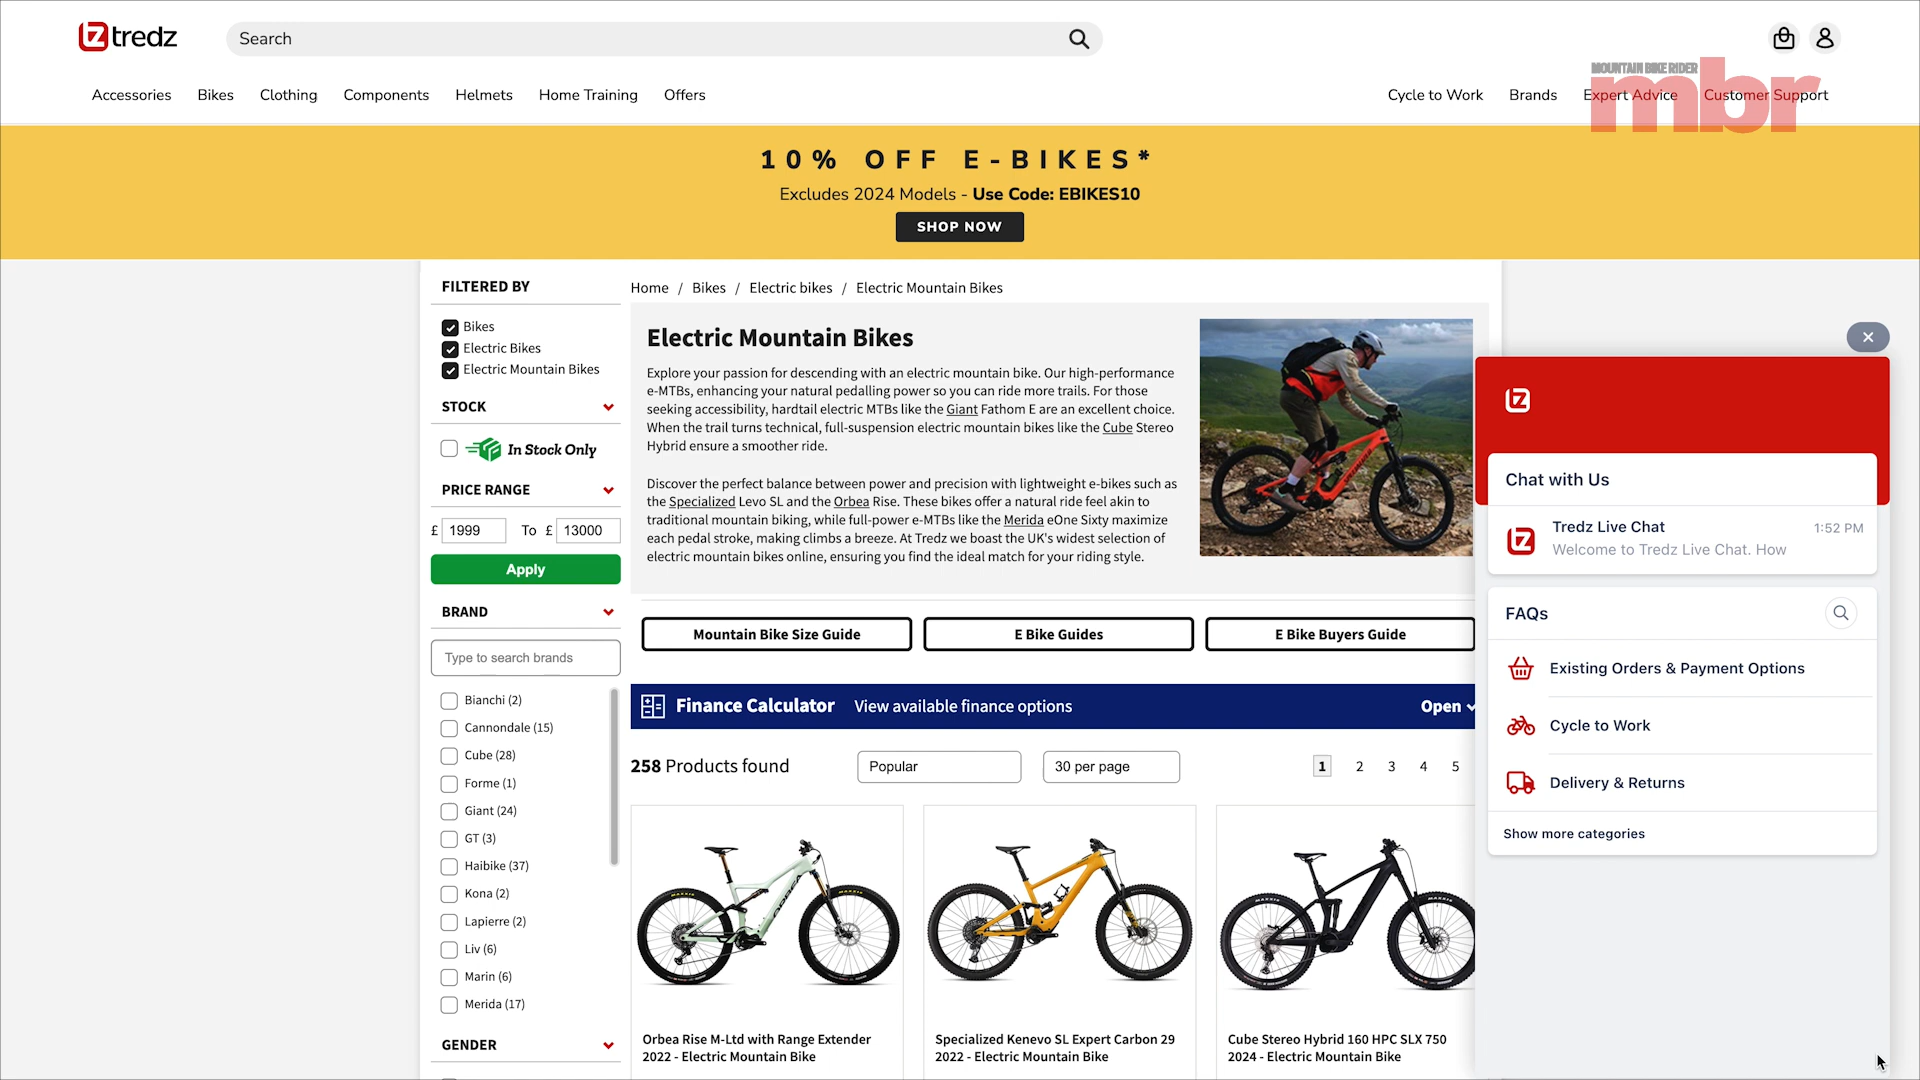 tredz
Search
MOUNTAIN BIKE RIDER
mbr
Accessories
Bikes
Clothing
Components
Helmets
Home Training
Offers
Cycle to Work
Brands
Expert Advice
Customer Support
10% OFF E-BIKES*
Excludes 2024 Models - Use Code: EBIKES10
SHOP NOW
FILTERED BY
Bikes
Electric Bikes
Electric Mountain Bikes
STOCK
In Stock Only
PRICE RANGE
£ 1999 To £ 13000
Apply
BRAND
Type to search brands
Bianchi (2)
Cannondale (15)
Cube (28)
Forme (1)
Giant (24)
GT (3)
Haibike (37)
Kona (2)
Lapierre (2)
Liv (6)
Marin (6)
Merida (17)
GENDER
Home / Bikes / Electric bikes / Electric Mountain Bikes
Electric Mountain Bikes
Explore your passion for descending with an electric mountain bike. Our high-performance
e-MTBs, enhancing your natural pedalling power so you can ride more trails. For those
seeking accessibility, hardtail electric MTBs like the Giant Fathom E are an excellent choice.
When the trail turns technical, full-suspension electric mountain bikes like the Cube Stereo
Hybrid ensure a smoother ride.
Discover the perfect balance between power and precision with lightweight e-bikes such as
the Specialized Levo SL and the Orbea Rise. These bikes offer a natural ride feel akin to
traditional mountain biking, while full-power e-MTBs like the Merida eOne Sixty maximize
each pedal stroke, making climbs a breeze. At Tredz we boast the UK's widest selection of
electric mountain bikes online, ensuring you find the ideal match for your riding style.
Mountain Bike Size Guide
E Bike Guides
E Bike Buyers Guide
Finance Calculator View available finance options
Open
258 Products found
Popular
30 per page
1 2 3 4 5
Orbea Rise M-Ltd with Range Extender
2022 - Electric Mountain Bike
Specialized Kenevo SL Expert Carbon 29
2022 - Electric Mountain Bike
Cube Stereo Hybrid 160 HPC SLX 750
2024 - Electric Mountain Bike
Chat with Us
Tredz Live Chat
1:52 PM
Welcome to Tredz Live Chat. How
FAQs
Existing Orders & Payment Options
Cycle to Work
Delivery & Returns
Show more categories